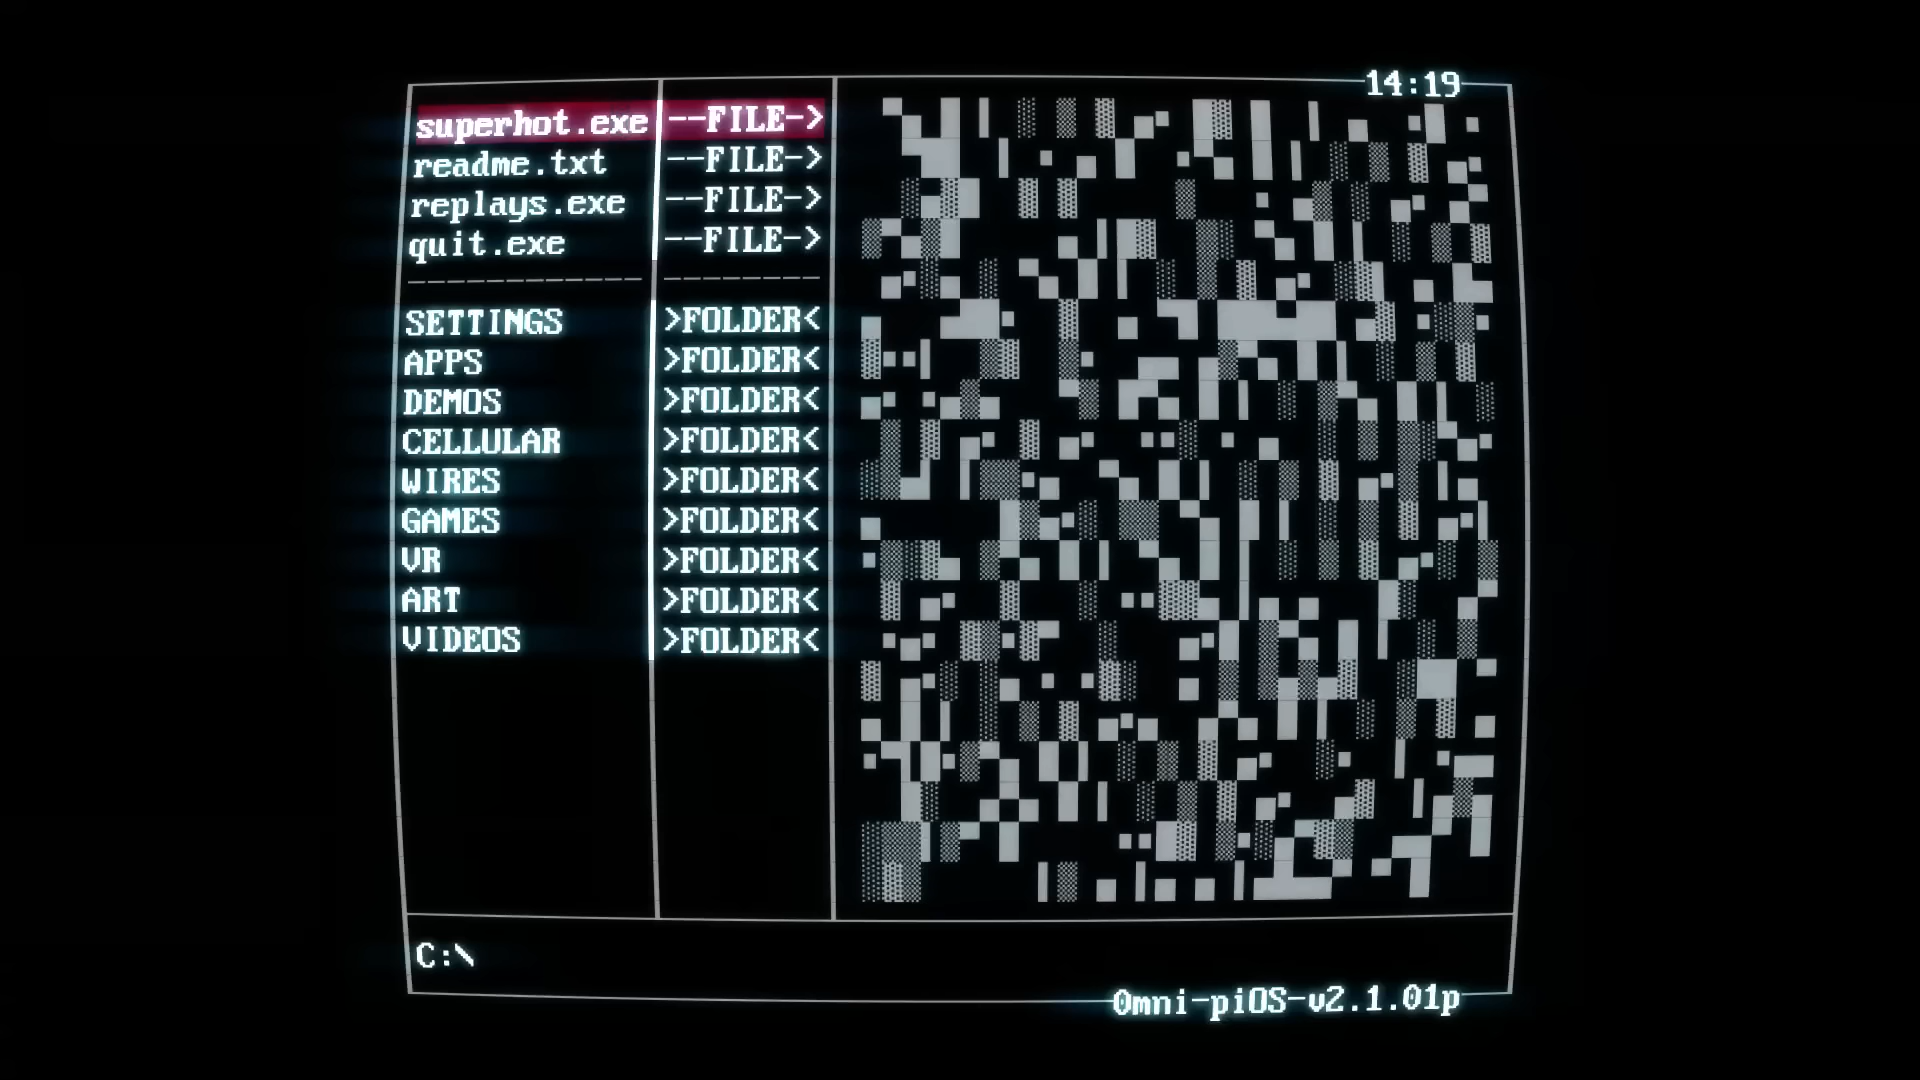 14:19
superhot.exe --FILE->
readme.txt --FILE->
replays.exe --FILE->
quit.exe --FILE->
SETTINGS >FOLDER<
APPS >FOLDER<
DEMOS >FOLDER<
CELLULAR >FOLDER<
WIRES >FOLDER<
GAMES >FOLDER<
VR >FOLDER<
ART >FOLDER<
VIDEOS >FOLDER<
C:\
Omni-piOS-v2.1.01p